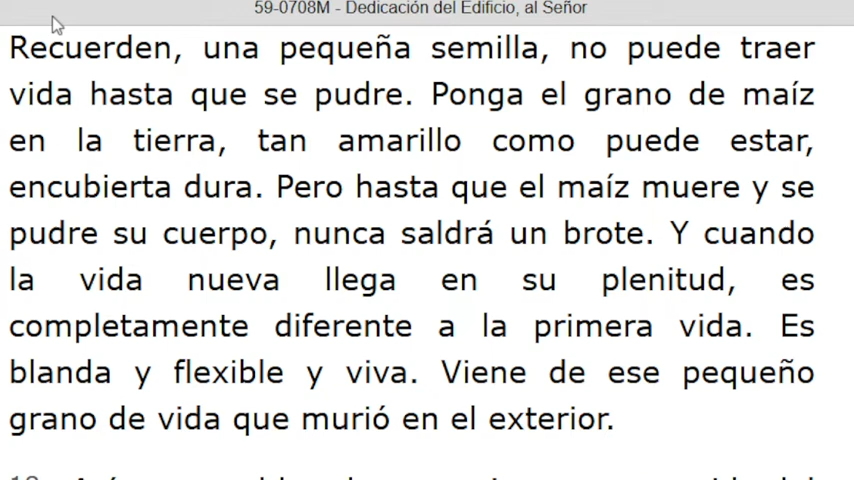 59-0708M - Dedicación del Edificio, al Señor
Recuerden, una pequeña semilla, no puede traer
vida hasta que se pudre. Ponga el grano de maíz
en la tierra, tan amarillo como puede estar,
encubierta dura. Pero hasta que el maíz muere y se
pudre su cuerpo, nunca saldrá un brote. Y cuando
la vida nueva llega en su plenitud, es
completamente diferente a la primera vida. Es
blanda y flexible y viva. Viene de ese pequeño
grano de vida que murió en el exterior.